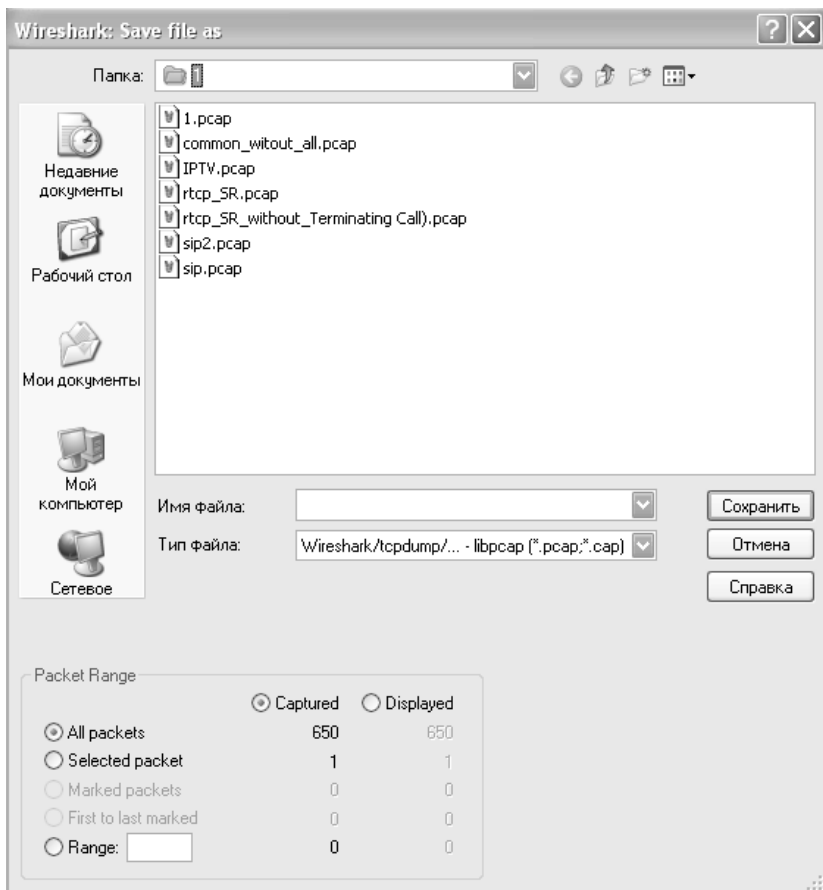 Wireshark: Save file as
Папка: 1
1.pcap
common_witout_all.pcap
IPTV.pcap
rtcp_SR.pcap
rtcp_SR_without_Terminating Call).pcap
sip2.pcap
sip.pcap
Недавние
документы
Рабочий стол
Мои документы
Мой
компьютер
Сетевое
Имя файла:
Тип файла: Wireshark/tcpdump/... - libpcap (*.pcap;*.cap)
Сохранить
Отмена
Справка
Packet Range
Captured Displayed
All packets 650 650
Selected packet 1 1
Marked packets 0 0
First to last marked 0 0
Range: 0 0